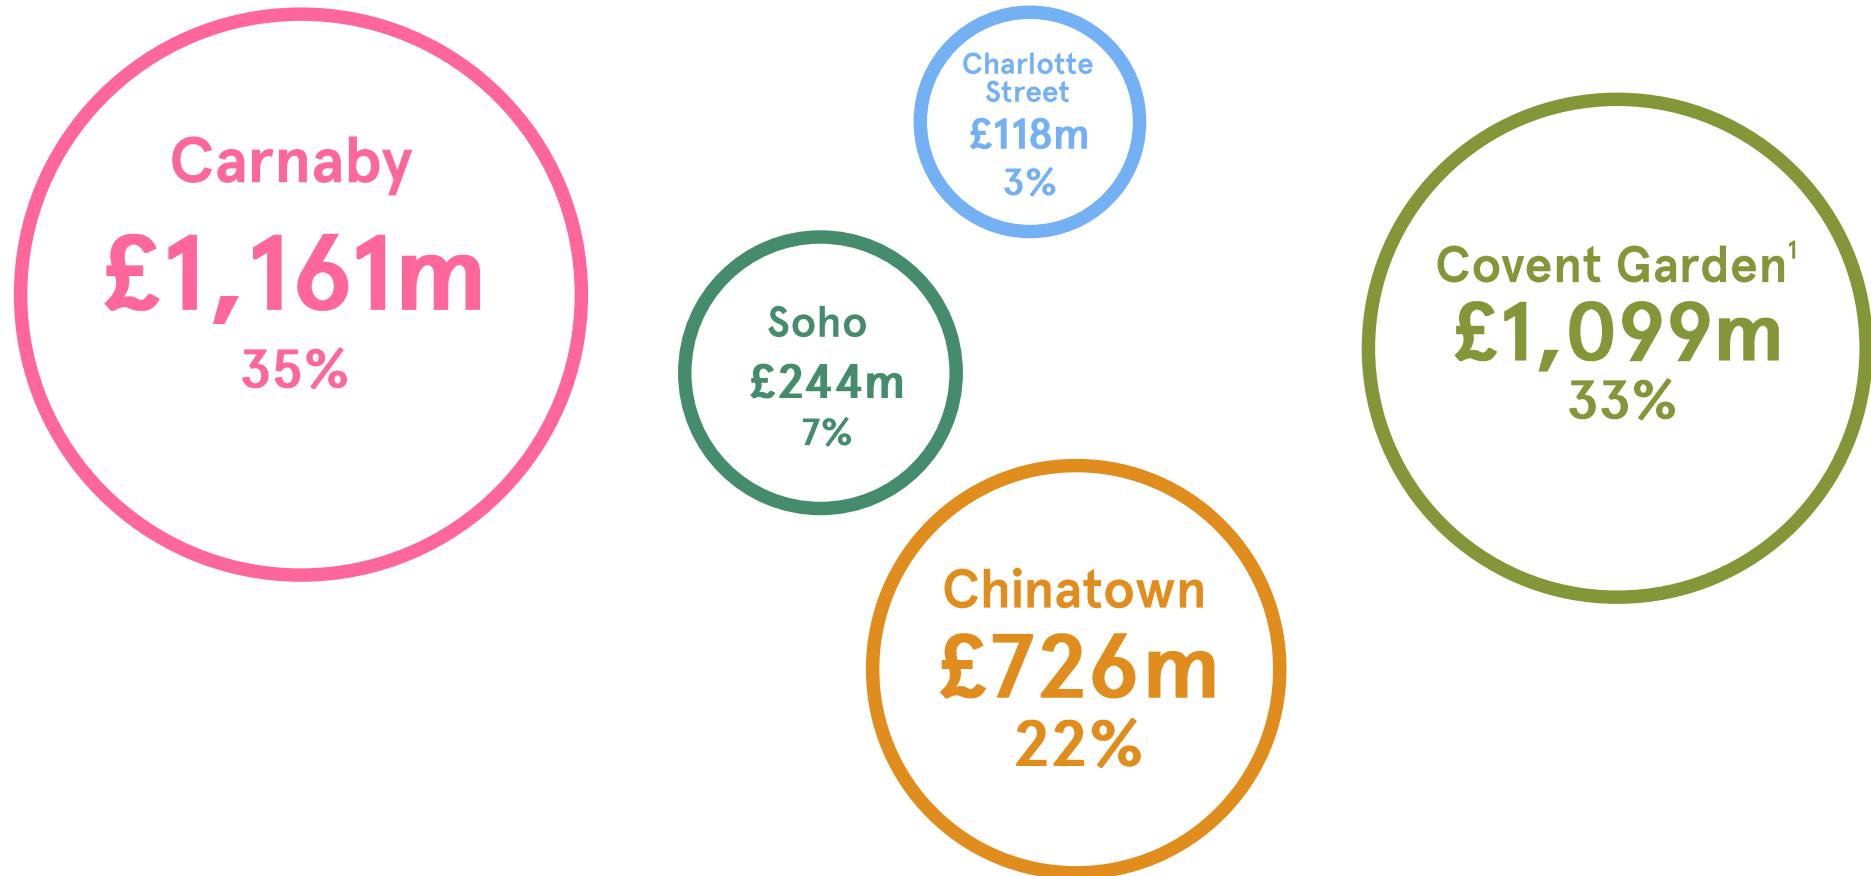 Carnaby
£1,161m
35%
Charlotte
Street
£118m
3%
Soho
£244m
7%
Chinatown
£726m
22%
Covent Garden¹
£1,099m
33%